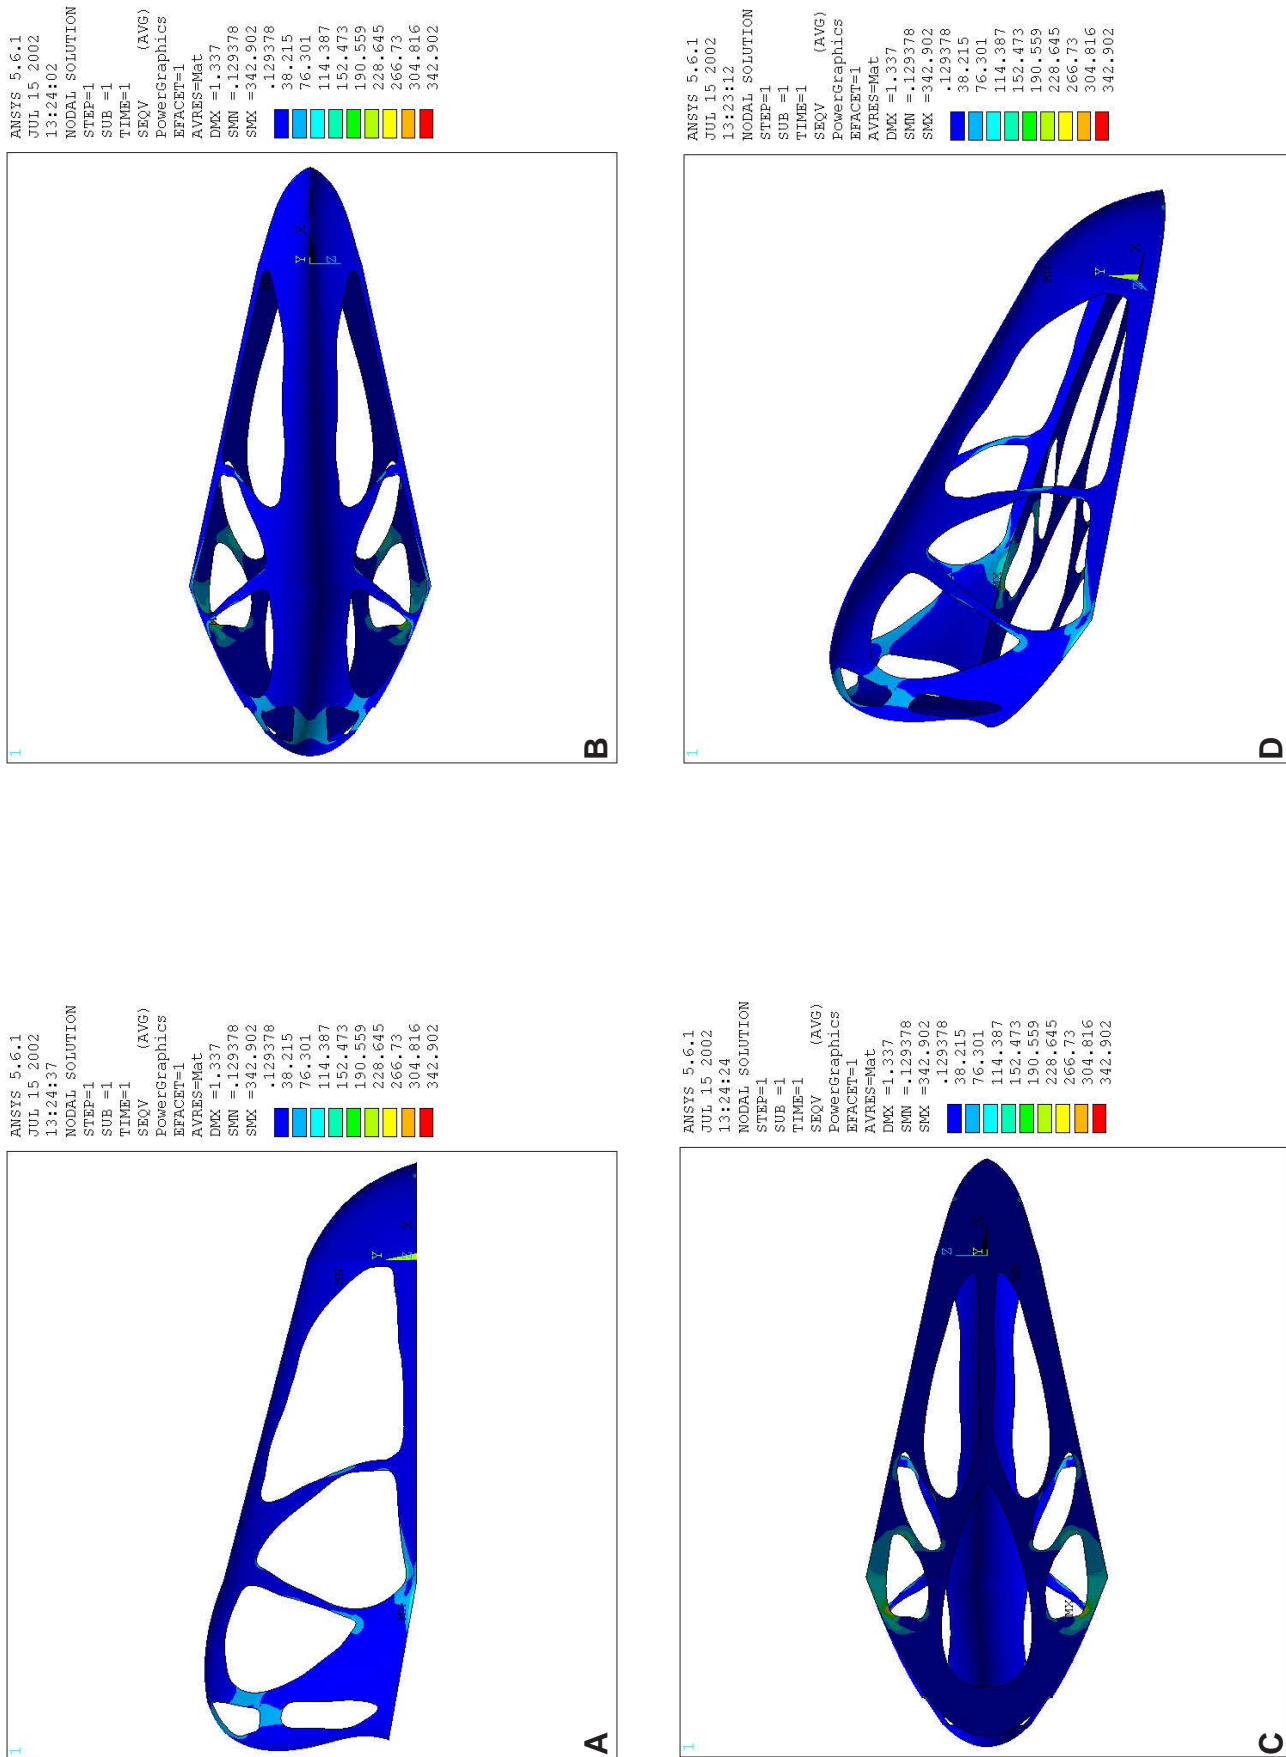 1
MN
Y
Z X
MX
A
ANSYS 5.6.1
JUL 15 2002
13:24:37
NODAL SOLUTION
STEP=1
SUB =1
TIME=1
SEQV (AVG)
PowerGraphics
EFACET=1
AVRES=Mat
DMX =1.337
SMN =.129378
SMX =342.902
.129378
38.215
76.301
114.387
152.473
190.559
228.645
266.73
304.816
342.902
1
Y X
Z
B
ANSYS 5.6.1
JUL 15 2002
13:24:02
NODAL SOLUTION
STEP=1
SUB =1
TIME=1
SEQV (AVG)
PowerGraphics
EFACET=1
AVRES=Mat
DMX =1.337
SMN =.129378
SMX =342.902
.129378
38.215
76.301
114.387
152.473
190.559
228.645
266.73
304.816
342.902
1
Z
Y X
MN
MX
C
ANSYS 5.6.1
JUL 15 2002
13:24:24
NODAL SOLUTION
STEP=1
SUB =1
TIME=1
SEQV (AVG)
PowerGraphics
EFACET=1
AVRES=Mat
DMX =1.337
SMN =.129378
SMX =342.902
.129378
38.215
76.301
114.387
152.473
190.559
228.645
266.73
304.816
342.902
1
MN
Y
Z X
MX
D
ANSYS 5.6.1
JUL 15 2002
13:23:12
NODAL SOLUTION
STEP=1
SUB =1
TIME=1
SEQV (AVG)
PowerGraphics
EFACET=1
AVRES=Mat
DMX =1.337
SMN =.129378
SMX =342.902
.129378
38.215
76.301
114.387
152.473
190.559
228.645
266.73
304.816
342.902